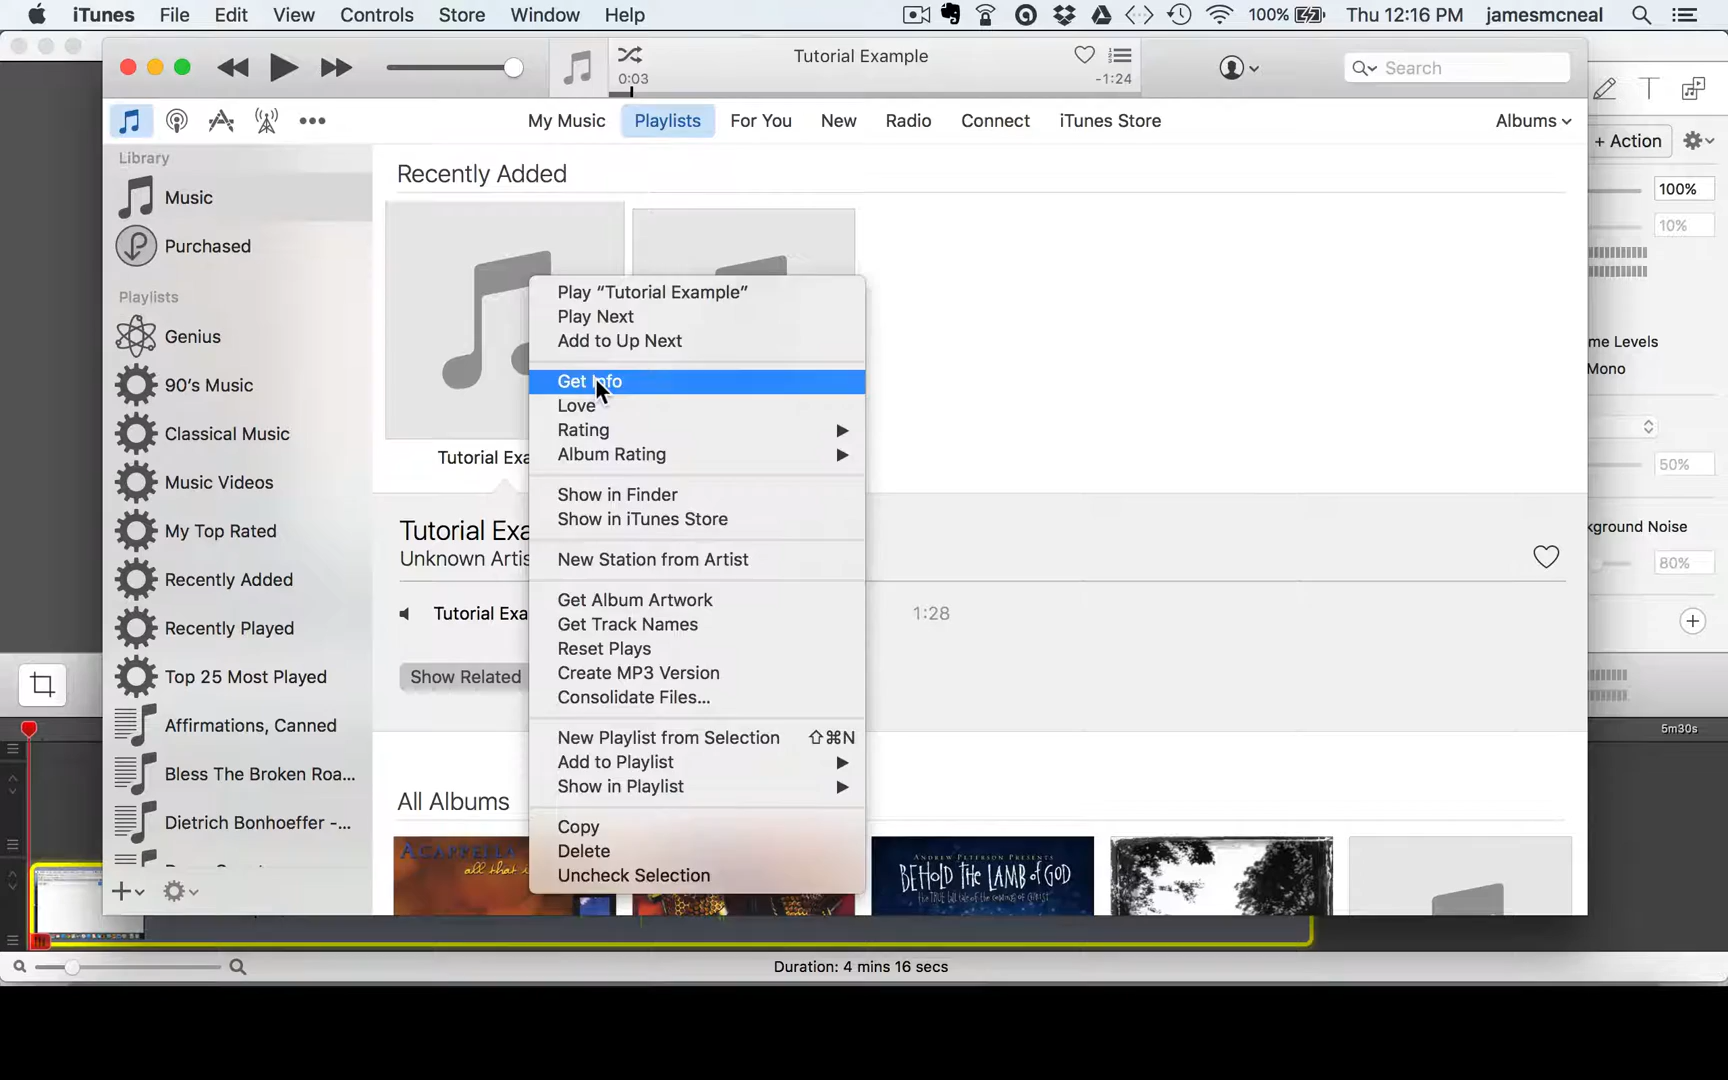 iTunes File Edit View Controls Store Window Help 100% Thu 12:16 PM jamesmcneal
Tutorial Example
0:03 -1:24
Search
My Music Playlists For You New Radio Connect iTunes Store Albums
+ Action
100%
10%
me Levels
Mono
50%
kground Noise
80%
5m30s
Library
Music
Purchased
Playlists
Genius
90's Music
Classical Music
Music Videos
My Top Rated
Recently Added
Recently Played
Top 25 Most Played
Affirmations, Canned
Bless The Broken Roa...
Dietrich Bonhoeffer -...
Recently Added
Tutorial Exa
Tutorial Exa
Unknown Artis
Tutorial Exa 1:28
Show Related
All Albums
Play “Tutorial Example”
Play Next
Add to Up Next
Get Info
Love
Rating
Album Rating
Show in Finder
Show in iTunes Store
New Station from Artist
Get Album Artwork
Get Track Names
Reset Plays
Create MP3 Version
Consolidate Files...
New Playlist from Selection ⇧⌘N
Add to Playlist
Show in Playlist
Copy
Delete
Uncheck Selection
ACAPPELLA
all that i
ANDREW PETERSON PRESENTS
BEHOLD THE LAMB OF GOD
Duration: 4 mins 16 secs